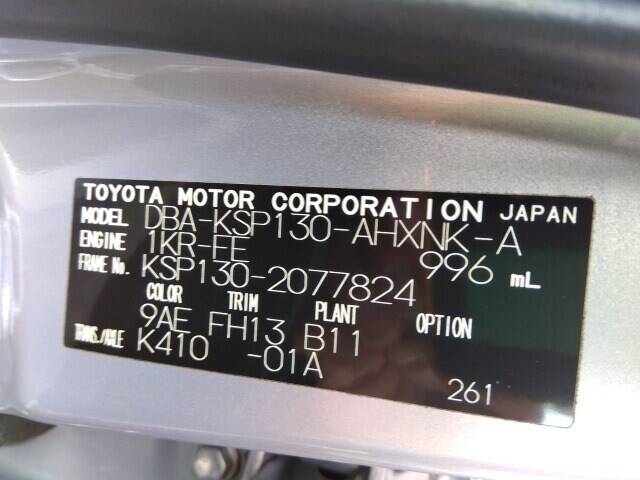 TOYOTA MOTOR CORPORATION JAPAN
MODEL DBA-KSP130-AHXNK-A
ENGINE 1KR-FE 996 mL
FRAME No. KSP130-2077824
COLOR TRIM PLANT OPTION
9AE FH13 B11
TRANS./AXLE K410 -01A
261